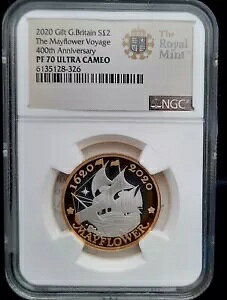 2020 Gilt G.Britain S$2
The Mayflower Voyage
400th Anniversary
PF 70 ULTRA CAMEO
6135128-326
The
Royal
Mint
NGC
1620 2020
MAYFLOWER